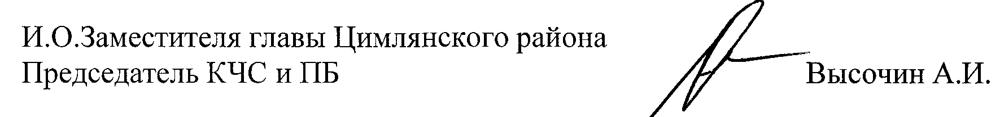 И.О.Заместителя главы Цимлянского района
Председатель КЧС и ПБ
Высочин А.И.